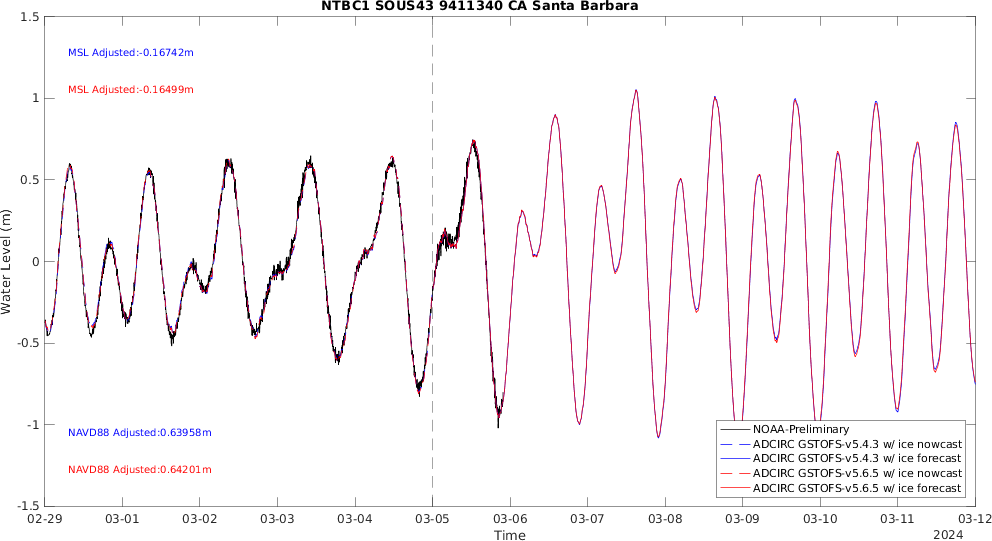 NTBC1 SOUS43 9411340 CA Santa Barbara
1.5
MSL Adjusted:-0.16742m
MSL Adjusted:-0.16499m
1
0.5
0
-0.5
-1
-1.5
Water Level (m)
NAVD88 Adjusted:0.63958m
NAVD88 Adjusted:0.64201m
NOAA-Preliminary
ADCIRC GSTOFS-v5.4.3 w/ ice nowcast
ADCIRC GSTOFS-v5.4.3 w/ ice forecast
ADCIRC GSTOFS-v5.6.5 w/ ice nowcast
ADCIRC GSTOFS-v5.6.5 w/ ice forecast
02-29 03-01 03-02 03-03 03-04 03-05 03-06 03-07 03-08 03-09 03-10 03-11 03-12
Time
2024